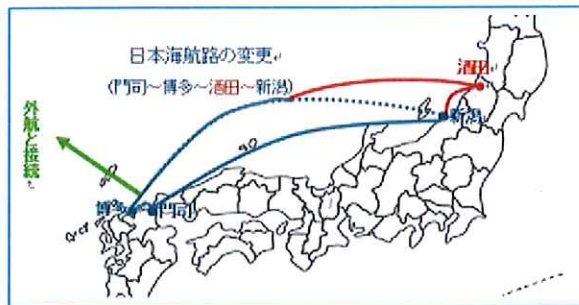 日本海航路の変更
(門司～博多～酒田～新潟)
酒田
新潟
外航と接続
博多
門司